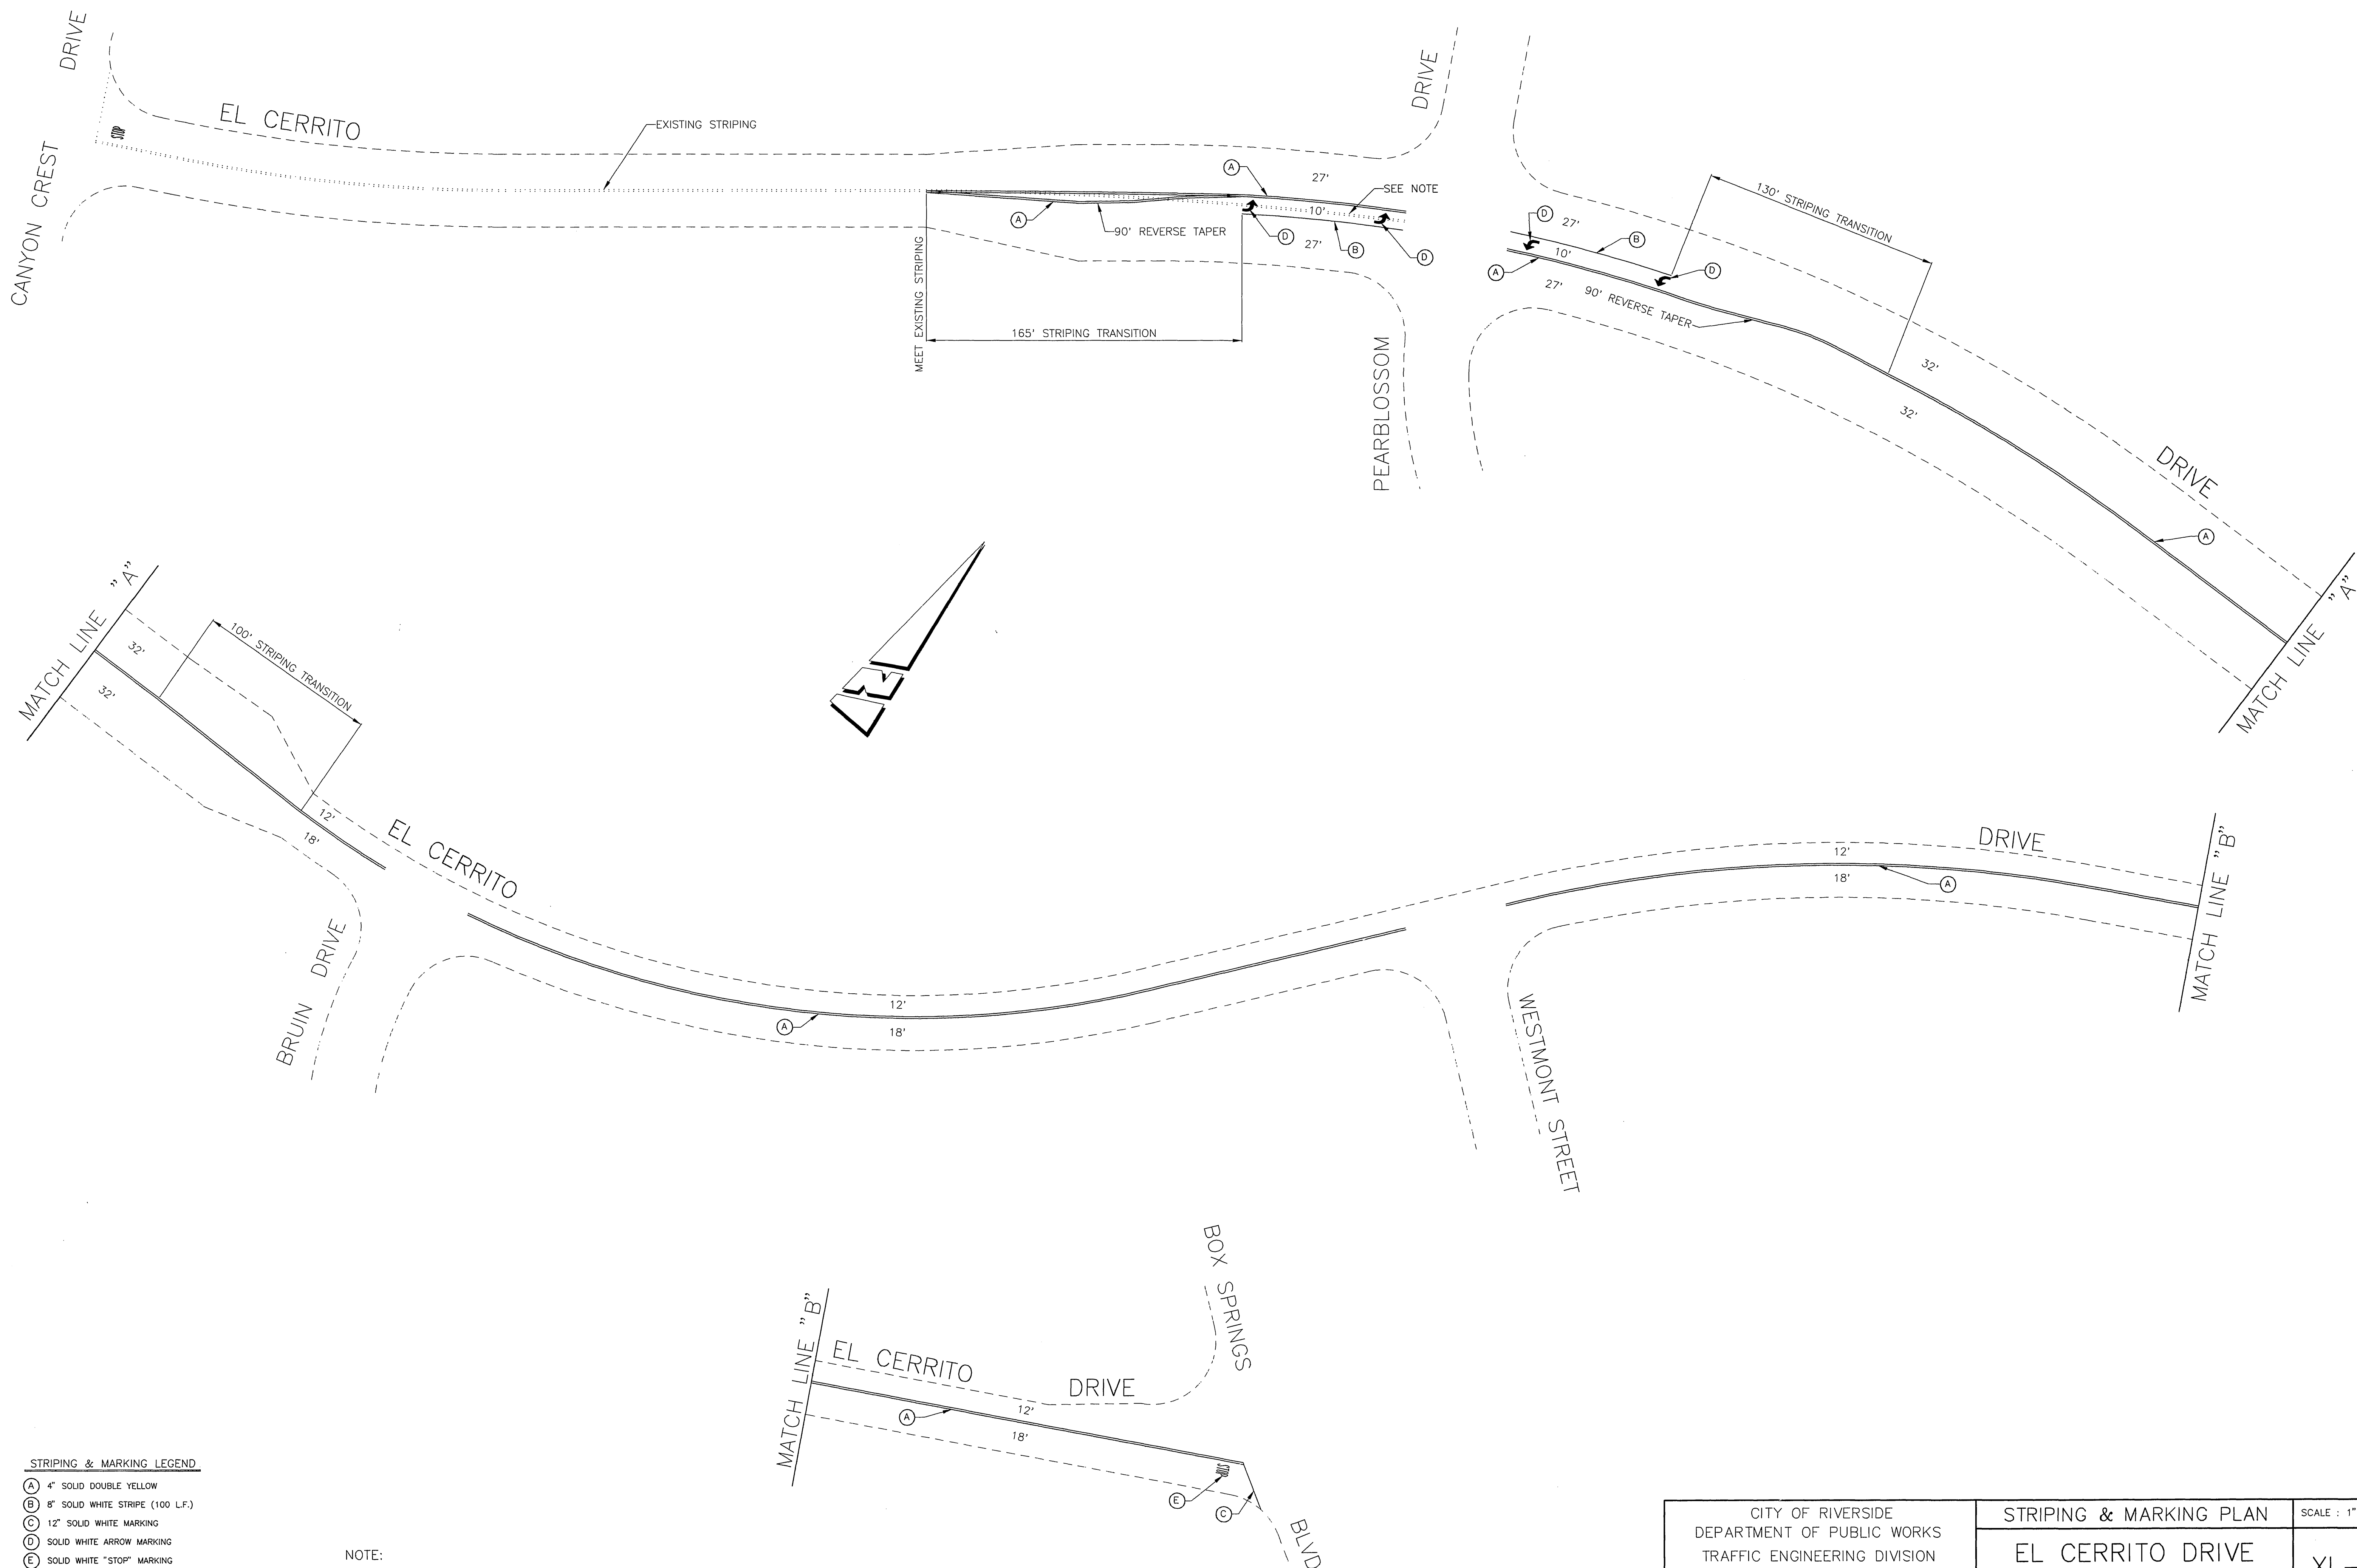 CANYON CREST DRIVE
EL CERRITO
EXISTING STRIPING
MEET EXISTING STRIPING
A
90' REVERSE TAPER
165' STRIPING TRANSITION
A
27'
SEE NOTE
10'
27'
D
B
D
PEARBLOSSOM DRIVE
D
27'
B
10'
A
27'
90' REVERSE TAPER
D
130' STRIPING TRANSITION
32'
32'
DRIVE
A
MATCH LINE "A"
MATCH LINE "A"
32'
32'
100' STRIPING TRANSITION
12'
18'
EL CERRITO
BRUIN DRIVE
12'
A
18'
WESTMONT STREET
12'
18'
A
DRIVE
MATCH LINE "B"
MATCH LINE "B"
EL CERRITO DRIVE
A
12'
18'
BOX SPRINGS
E
C
BLVD
STOP
STOP
STRIPING & MARKING LEGEND
A 4" SOLID DOUBLE YELLOW
B 8" SOLID WHITE STRIPE (100 L.F.)
C 12" SOLID WHITE MARKING
D SOLID WHITE ARROW MARKING
E SOLID WHITE "STOP" MARKING
NOTE:
CITY OF RIVERSIDE
DEPARTMENT OF PUBLIC WORKS
TRAFFIC ENGINEERING DIVISION
STRIPING & MARKING PLAN
EL CERRITO DRIVE
SCALE : 1"